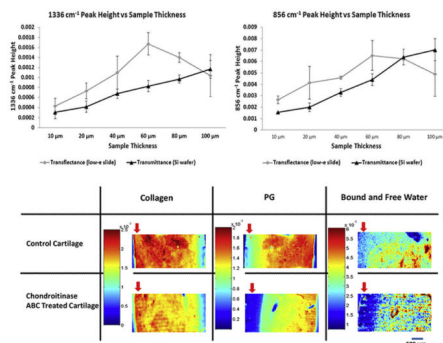 1336 cm⁻¹ Peak Height vs Sample Thickness
1336 cm⁻¹ Peak Height
0.002
0.0018
0.0016
0.0014
0.0012
0.001
0.0008
0.0006
0.0004
0.0002
0
10 µm 20 µm 40 µm 60 µm 80 µm 100 µm
Sample Thickness
Transflectance (low-e slide) Transmittance (Si wafer)
856 cm⁻¹ Peak Height vs Sample Thickness
856 cm⁻¹ Peak Height
0.009
0.008
0.007
0.006
0.005
0.004
0.003
0.002
0.001
0
10 µm 20 µm 40 µm 60 µm 80 µm 100 µm
Sample Thickness
Transflectance (low-e slide) Transmittance (Si wafer)
Collagen PG Bound and Free Water
Control Cartilage
Chondroitinase
ABC Treated Cartilage